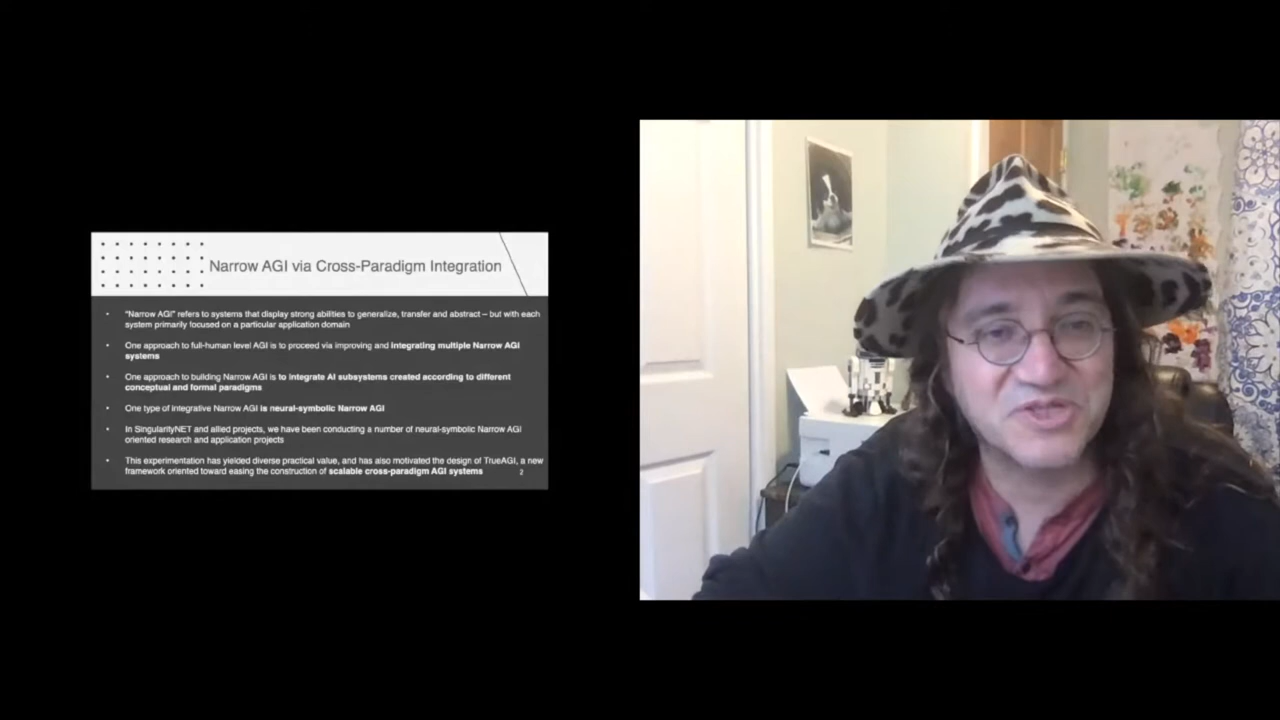 Narrow AGI via Cross-Paradigm Integration
• "Narrow AGI" refers to systems that display strong abilities to generalize, transfer and abstract – but with each
system primarily focused on a particular application domain
• One approach to full-human level AGI is to proceed via improving and integrating multiple Narrow AGI
systems
• One approach to building Narrow AGI is to integrate AI subsystems created according to different
conceptual and formal paradigms
• One type of integrative Narrow AGI is neural-symbolic Narrow AGI
• In SingularityNET and allied projects, we have been conducting a number of neural-symbolic Narrow AGI
oriented research and application projects
• This experimentation has yielded diverse practical value, and has also motivated the design of TrueAGI, a new
framework oriented toward easing the construction of scalable cross-paradigm AGI systems
2